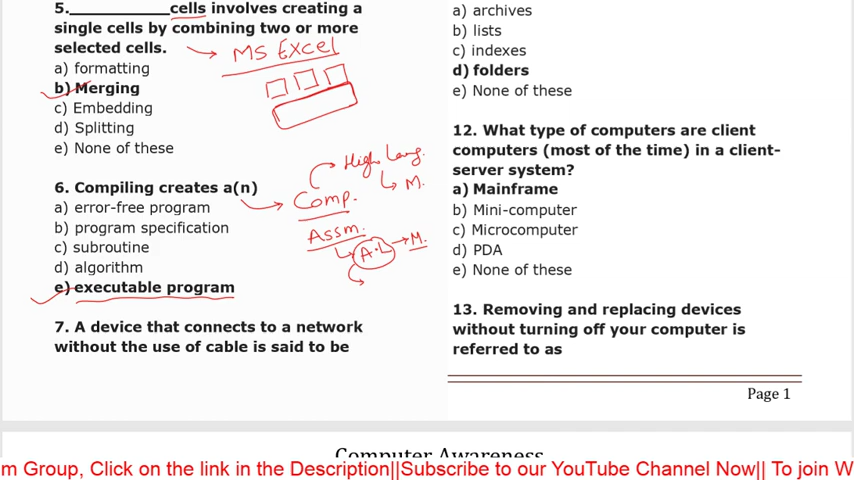 5.___________cells involves creating a
single cells by combining two or more
selected cells.
MS EXCEL
a) formatting
b) Merging
c) Embedding
d) Splitting
e) None of these
6. Compiling creates a(n)
High Lang.
M.
Comp.
a) error-free program
b) program specification
c) subroutine
d) algorithm
e) executable program
Assm.
A.L
M.
7. A device that connects to a network
without the use of cable is said to be
a) archives
b) lists
c) indexes
d) folders
e) None of these
12. What type of computers are client
computers (most of the time) in a client-
server system?
a) Mainframe
b) Mini-computer
c) Microcomputer
d) PDA
e) None of these
13. Removing and replacing devices
without turning off your computer is
referred to as
Page 1
Computer Awareness
m Group, Click on the link in the Description||Subscribe to our YouTube Channel Now|| To join W